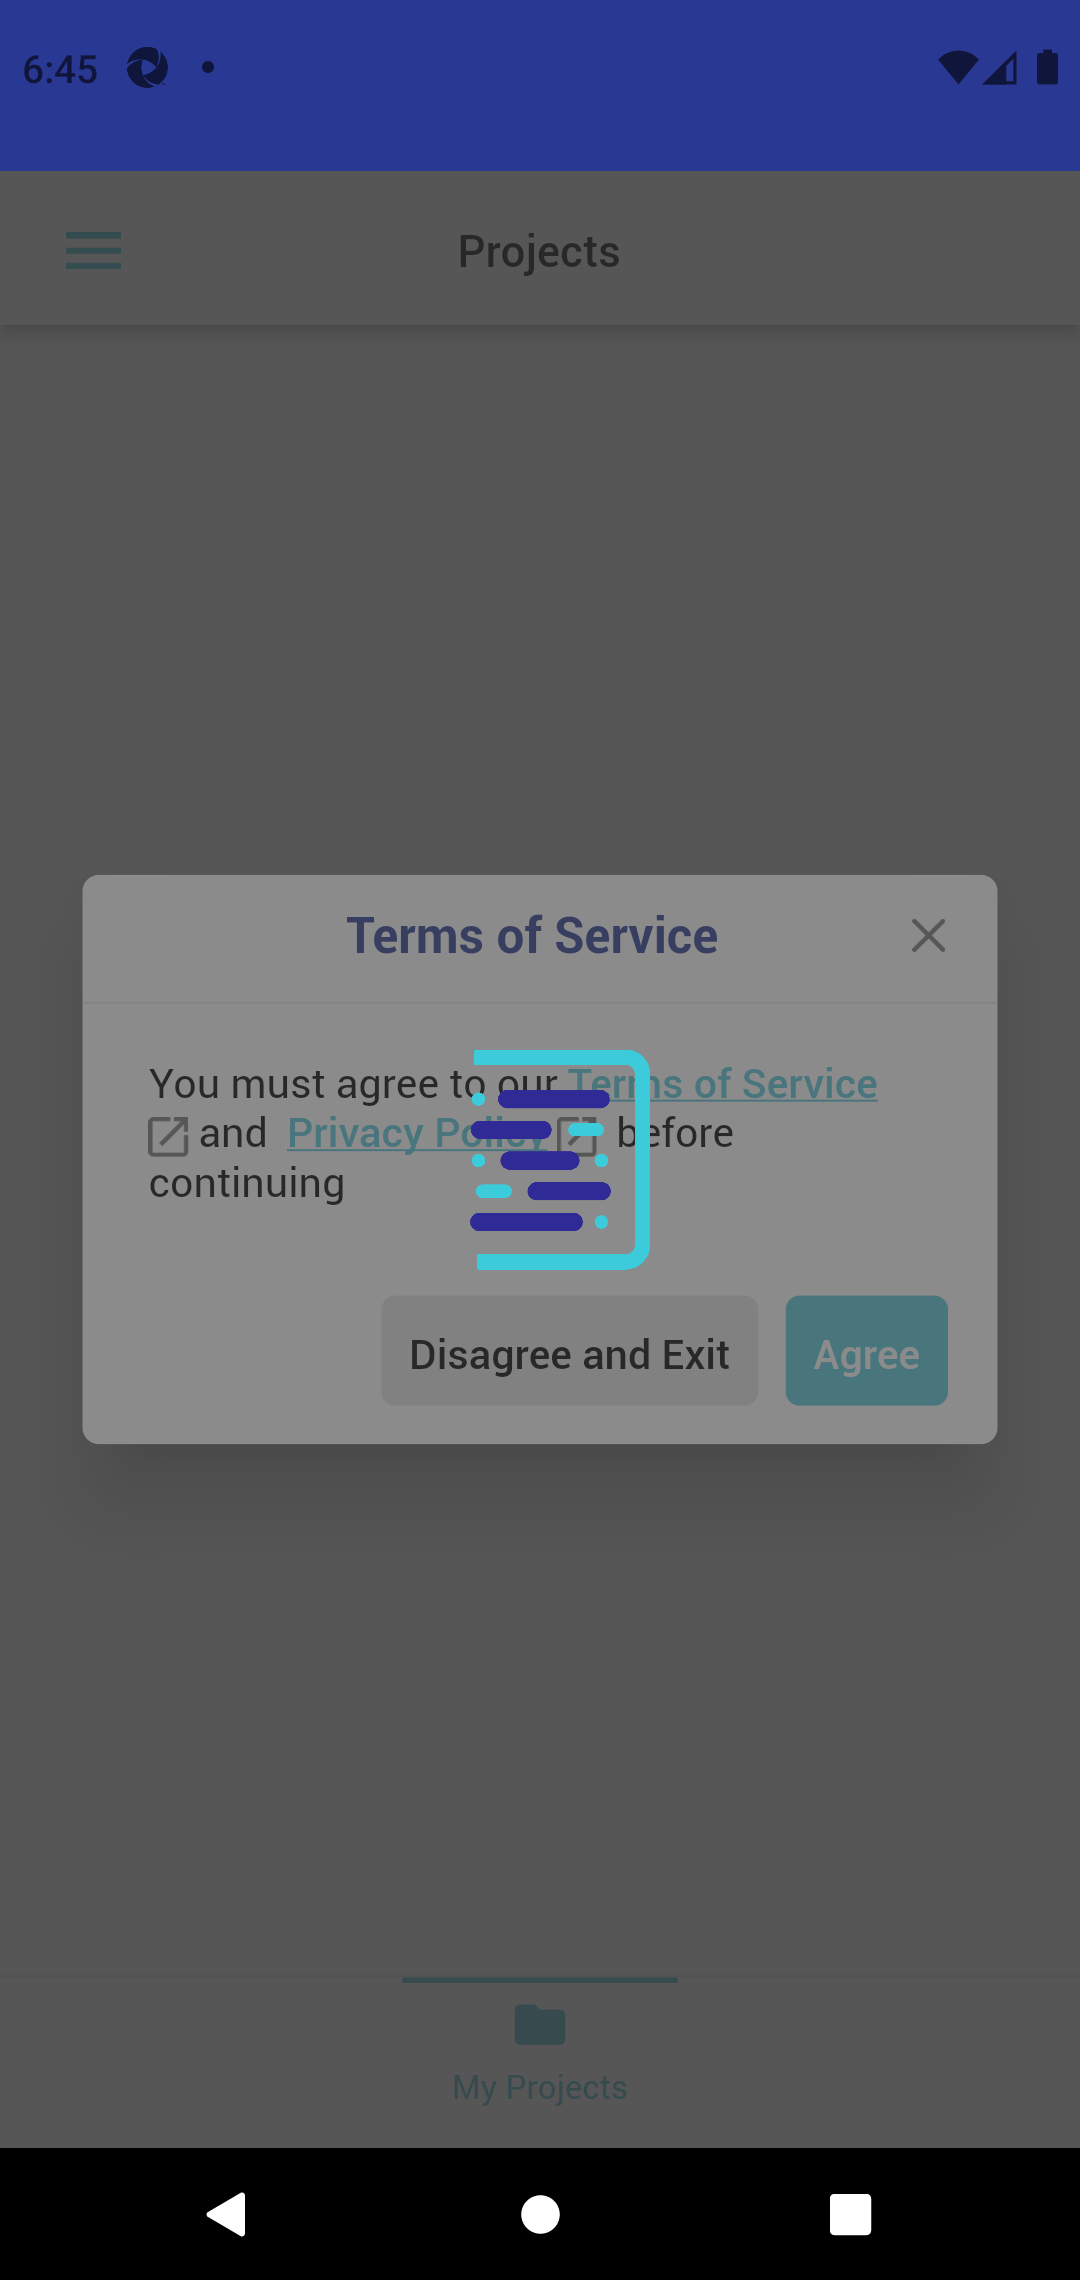 6:45
Projects
Terms of Service
You must agree to our Terms of Service
and Privacy Policy before
continuing
Disagree and Exit
Agree
My Projects